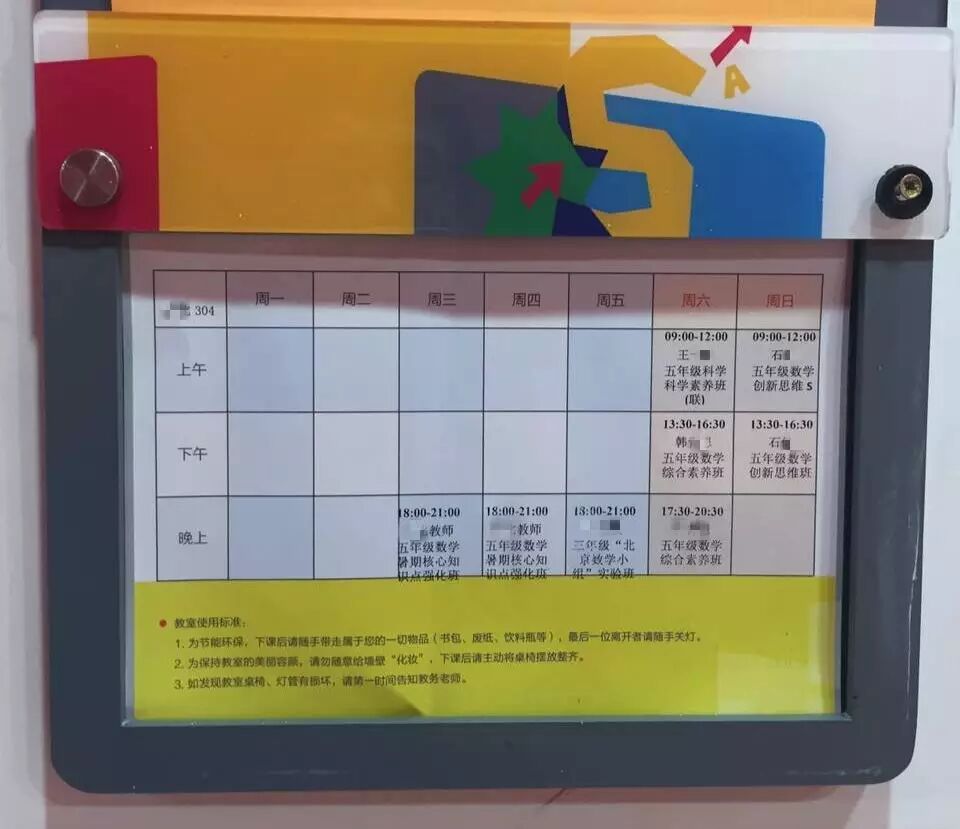 A
304 周一 周二 周三 周四 周五 周六 周日
上午
09:00-12:00
王
五年级科学
科学素养班
(联)
09:00-12:00
石
五年级数学
创新思维 S
下午
13:30-16:30
韩
五年级数学
综合素养班
13:30-16:30
石
五年级数学
创新思维班
晚上
18:00-21:00
教师
五年级数学
暑期核心知
识点强化班
18:00-21:00
教师
五年级数学
暑期核心知
识点强化班
18:00-21:00
三年级“北
京数学小
组”实验班
17:30-20:30
五年级数学
综合素养班
教室使用标准:
1. 为节能环保，下课后请随手带走属于您的一切物品（书包、废纸、饮料瓶等），最后一位离开者请随手关灯。
2. 为保持教室的美丽容颜，请勿随意给墙壁“化妆”，下课后请主动将桌椅摆放整齐。
3. 如发现教室桌椅、灯管有损坏，请第一时间告知教务老师。